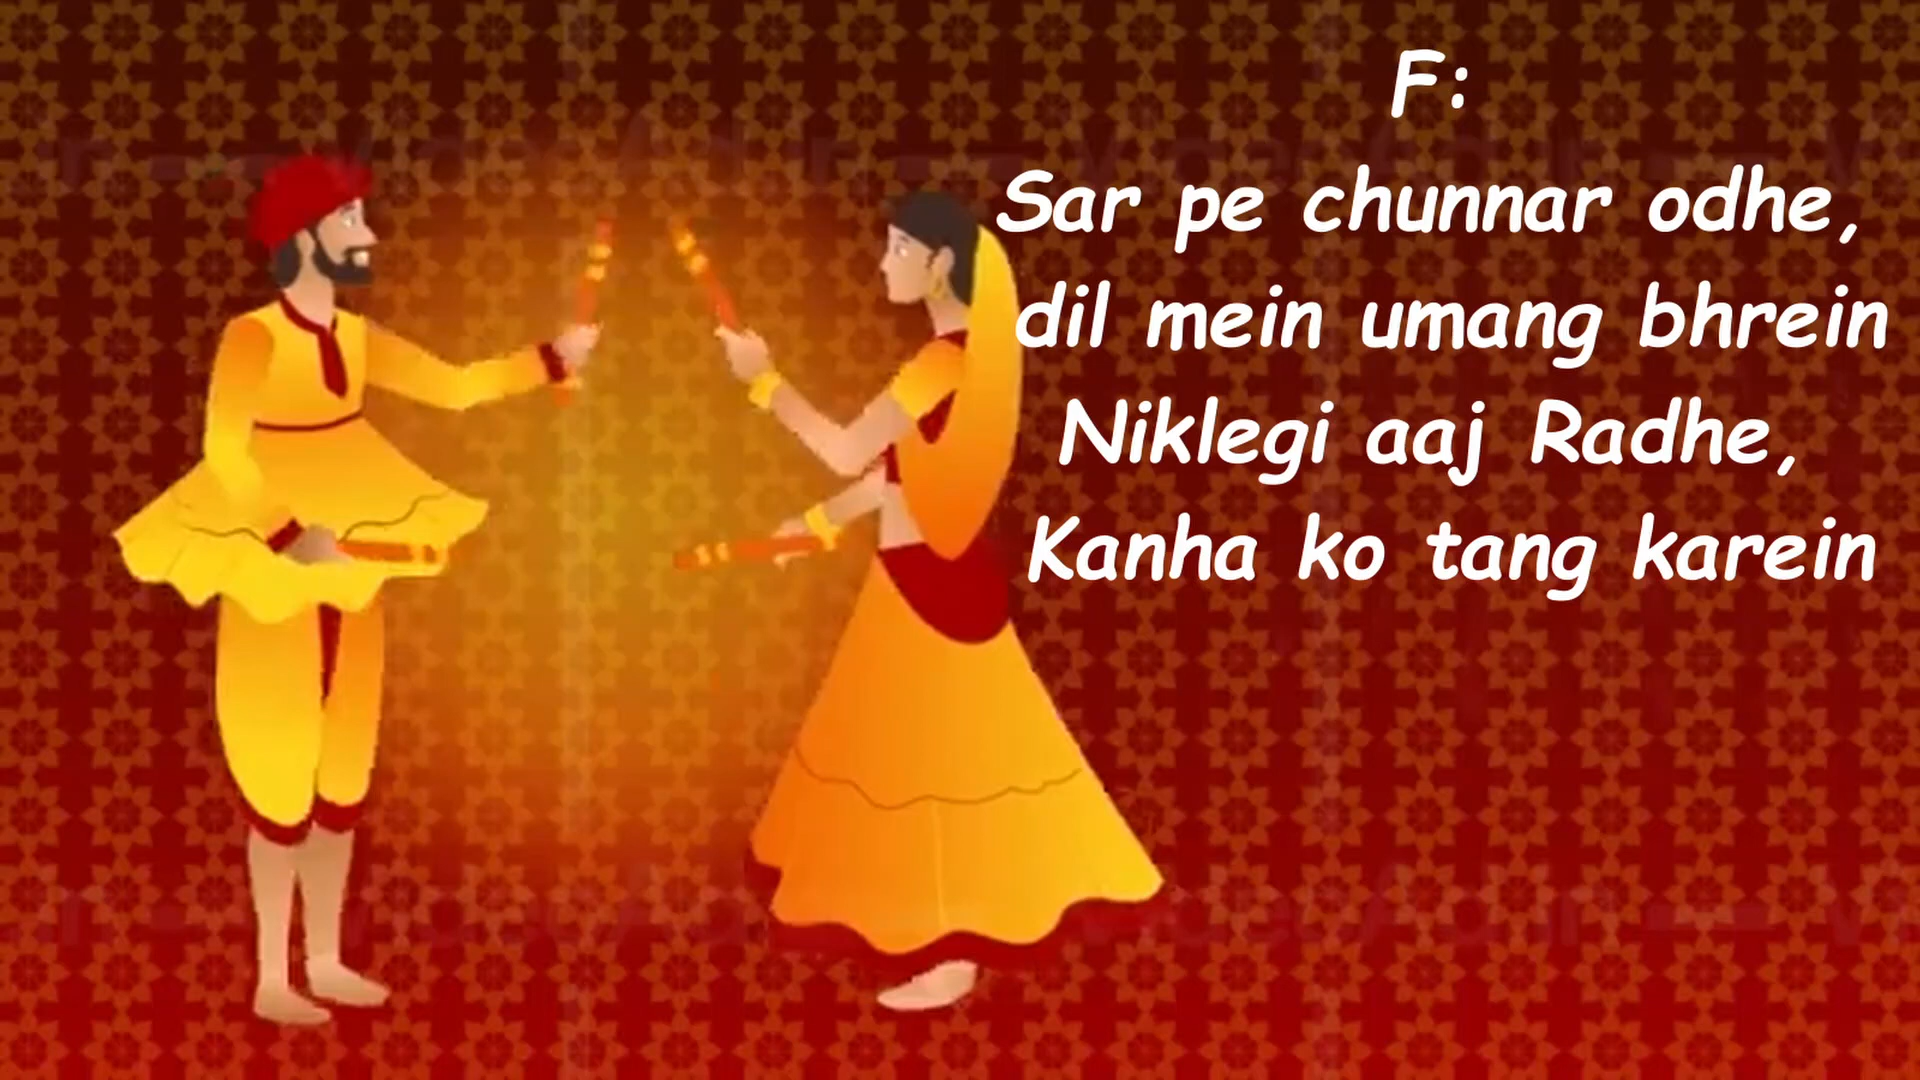 F:
Sar pe chunnar odhe,
dil mein umang bhrein
Niklegi aaj Radhe,
Kanha ko tang karein